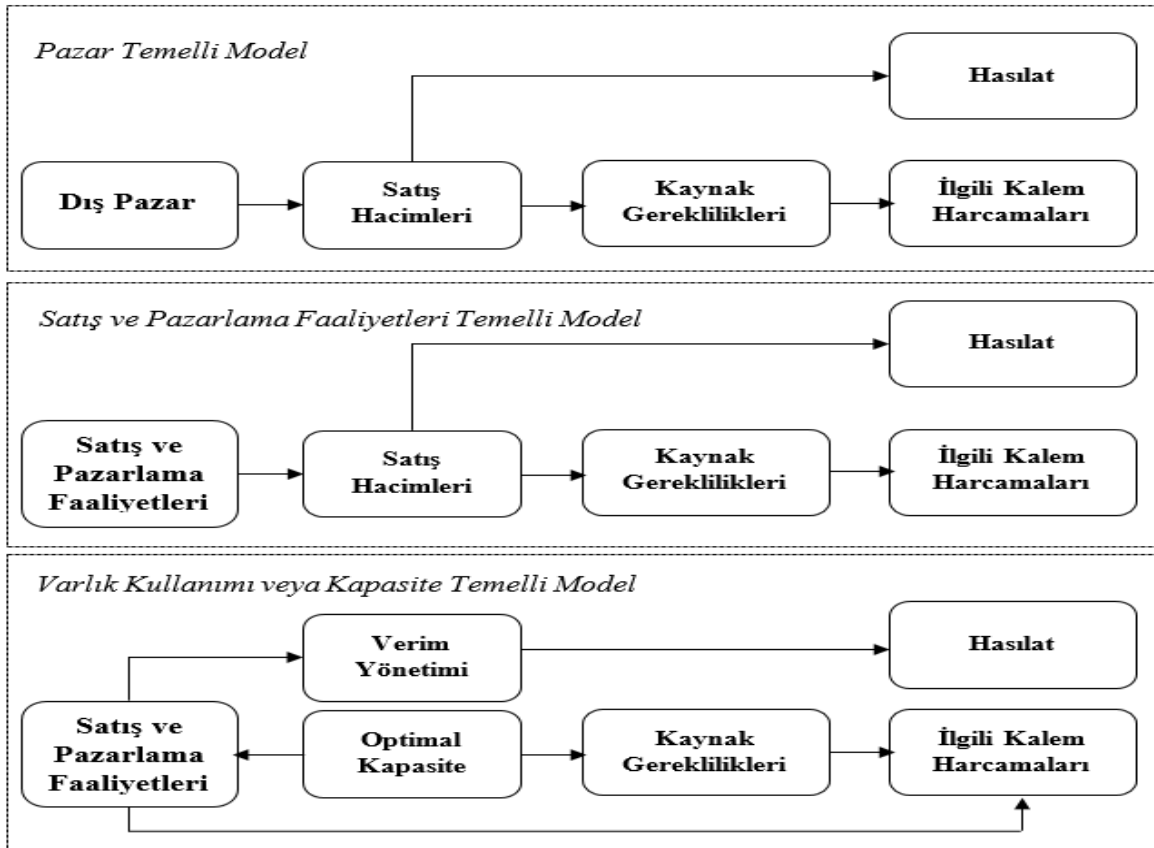 Pazar Temelli Model
Hasılat
Dış Pazar
Satış
Hacimleri
Kaynak
Gereklilikleri
İlgili Kalem
Harcamaları
Satış ve Pazarlama Faaliyetleri Temelli Model
Hasılat
Satış ve
Pazarlama
Faaliyetleri
Satış
Hacimleri
Kaynak
Gereklilikleri
İlgili Kalem
Harcamaları
Varlık Kullanımı veya Kapasite Temelli Model
Verim
Yönetimi
Hasılat
Satış ve
Pazarlama
Faaliyetleri
Optimal
Kapasite
Kaynak
Gereklilikleri
İlgili Kalem
Harcamaları